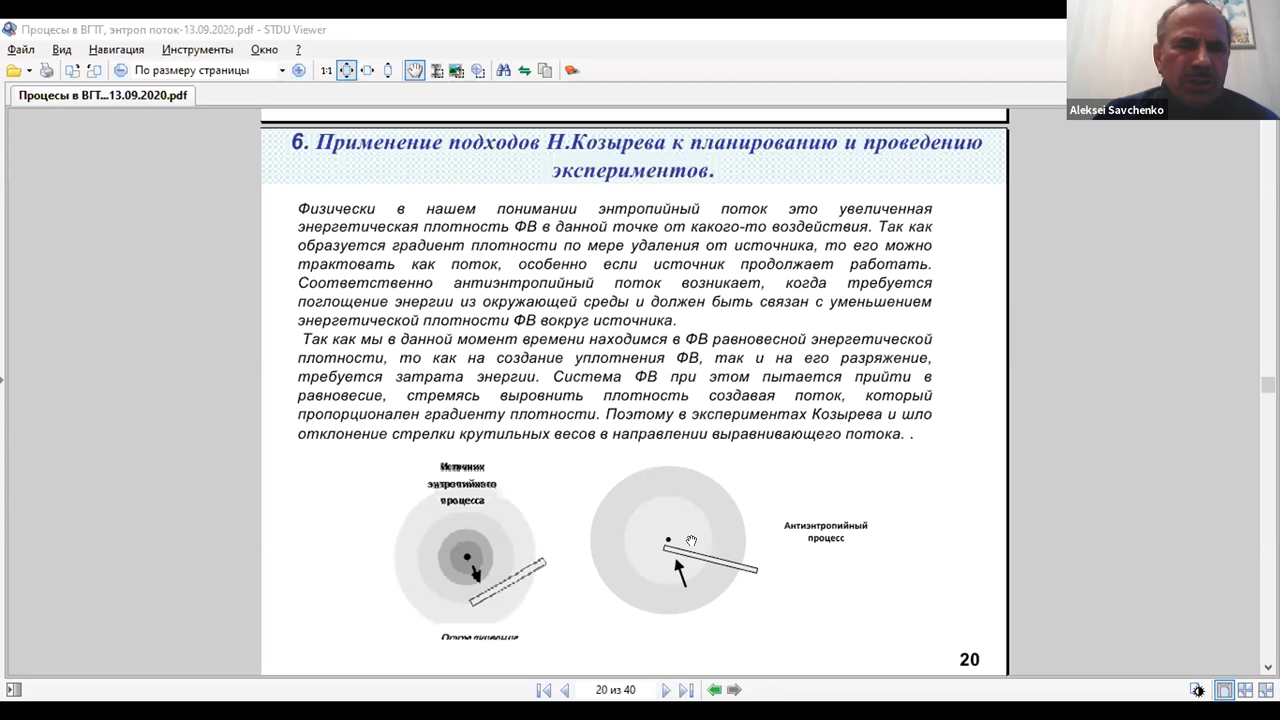 Процесы в ВГТГ, энтроп поток-13.09.2020.pdf - STDU Viewer
Файл Вид Навигация Инструменты Окно ?
По размеру страницы 1:1
Процесы в ВГТ...13.09.2020.pdf
Aleksei Savchenko
6. Применение подходов Н.Козырева к планированию и проведению
экспериментов.
Физически в нашем понимании энтропийный поток это увеличенная
энергетическая плотность ФВ в данной точке от какого-то воздействия. Так как
образуется градиент плотности по мере удаления от источника, то его можно
трактовать как поток, особенно если источник продолжает работать.
Соответственно антиэнтропийный поток возникает, когда требуется
поглощение энергии из окружающей среды и должен быть связан с уменьшением
энергетической плотности ФВ вокруг источника.
Так как мы в данной момент времени находимся в ФВ равновесной энергетической
плотности, то как на создание уплотнения ФВ, так и на его разряжение,
требуется затрата энергии. Система ФВ при этом пытается прийти в
равновесие, стремясь выровнить плотность создавая поток, который
пропорционален градиенту плотности. Поэтому в экспериментах Козырева и шло
отклонение стрелки крутильных весов в направлении выравнивающего потока. .
Источник
энтропийного
процесса
Антиэнтропийный
процесс
20
20 из 40